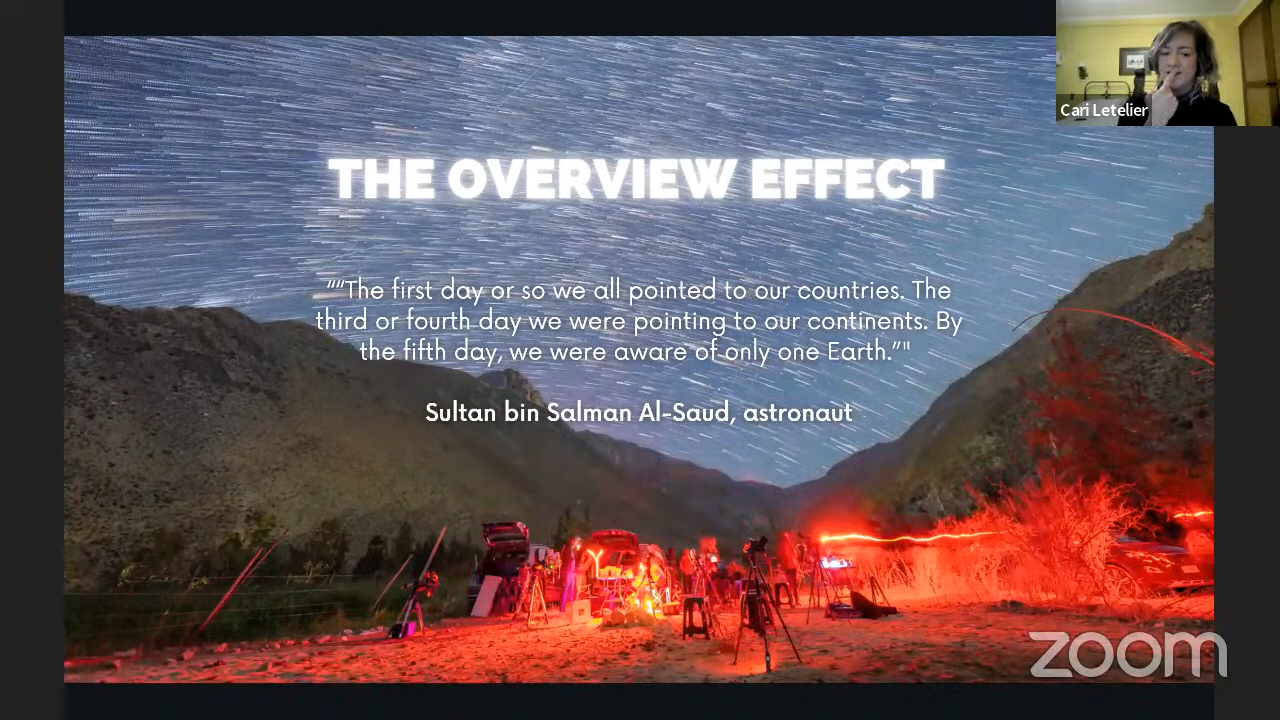 Cari Letelier
THE OVERVIEW EFFECT
"“The first day or so we all pointed to our countries. The
third or fourth day we were pointing to our continents. By
the fifth day, we were aware of only one Earth.”"
Sultan bin Salman Al-Saud, astronaut
zoom